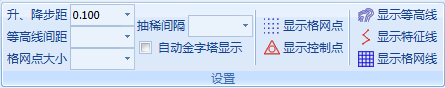 升、降步距 0.100
等高线间距
格网点大小
抽稀间隔
自动金字塔显示
显示格网点
显示控制点
显示等高线
显示特征线
显示格网线
设置